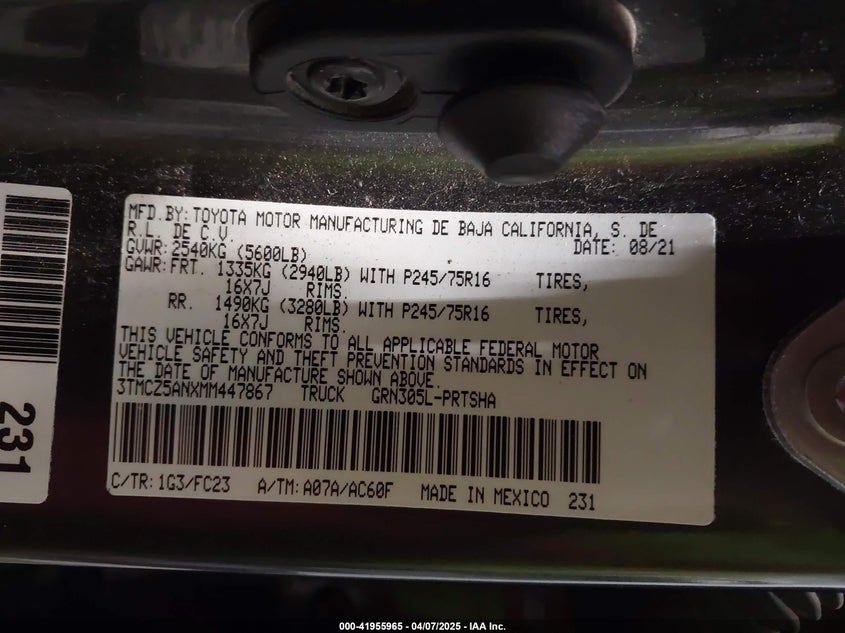 MFD. BY: TOYOTA MOTOR MANUFACTURING DE BAJA CALIFORNIA, S. DE
R.L. DE C.V
DATE: 08/21
GVWR: 2540KG (5600LB)
GAWR: FRT. 1335KG (2940LB) WITH P245/75R16 TIRES,
16X7J RIMS.
RR. 1490KG (3280LB) WITH P245/75R16 TIRES,
16X7J RIMS.
THIS VEHICLE CONFORMS TO ALL APPLICABLE FEDERAL MOTOR
VEHICLE SAFETY AND THEFT PREVENTION STANDARDS IN EFFECT ON
THE DATE OF MANUFACTURE SHOWN ABOVE.
3TMCZ5ANXMM447867 TRUCK GRN305L-PRTSHA
C/TR: 1G3/FC23 A/TM: A07A/AC60F MADE IN MEXICO 231
231
000-41955965 - 04/07/2025 - IAA Inc.